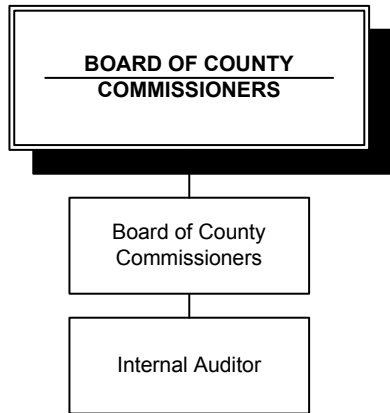 BOARD OF COUNTY
COMMISSIONERS
Board of County
Commissioners
Internal Auditor